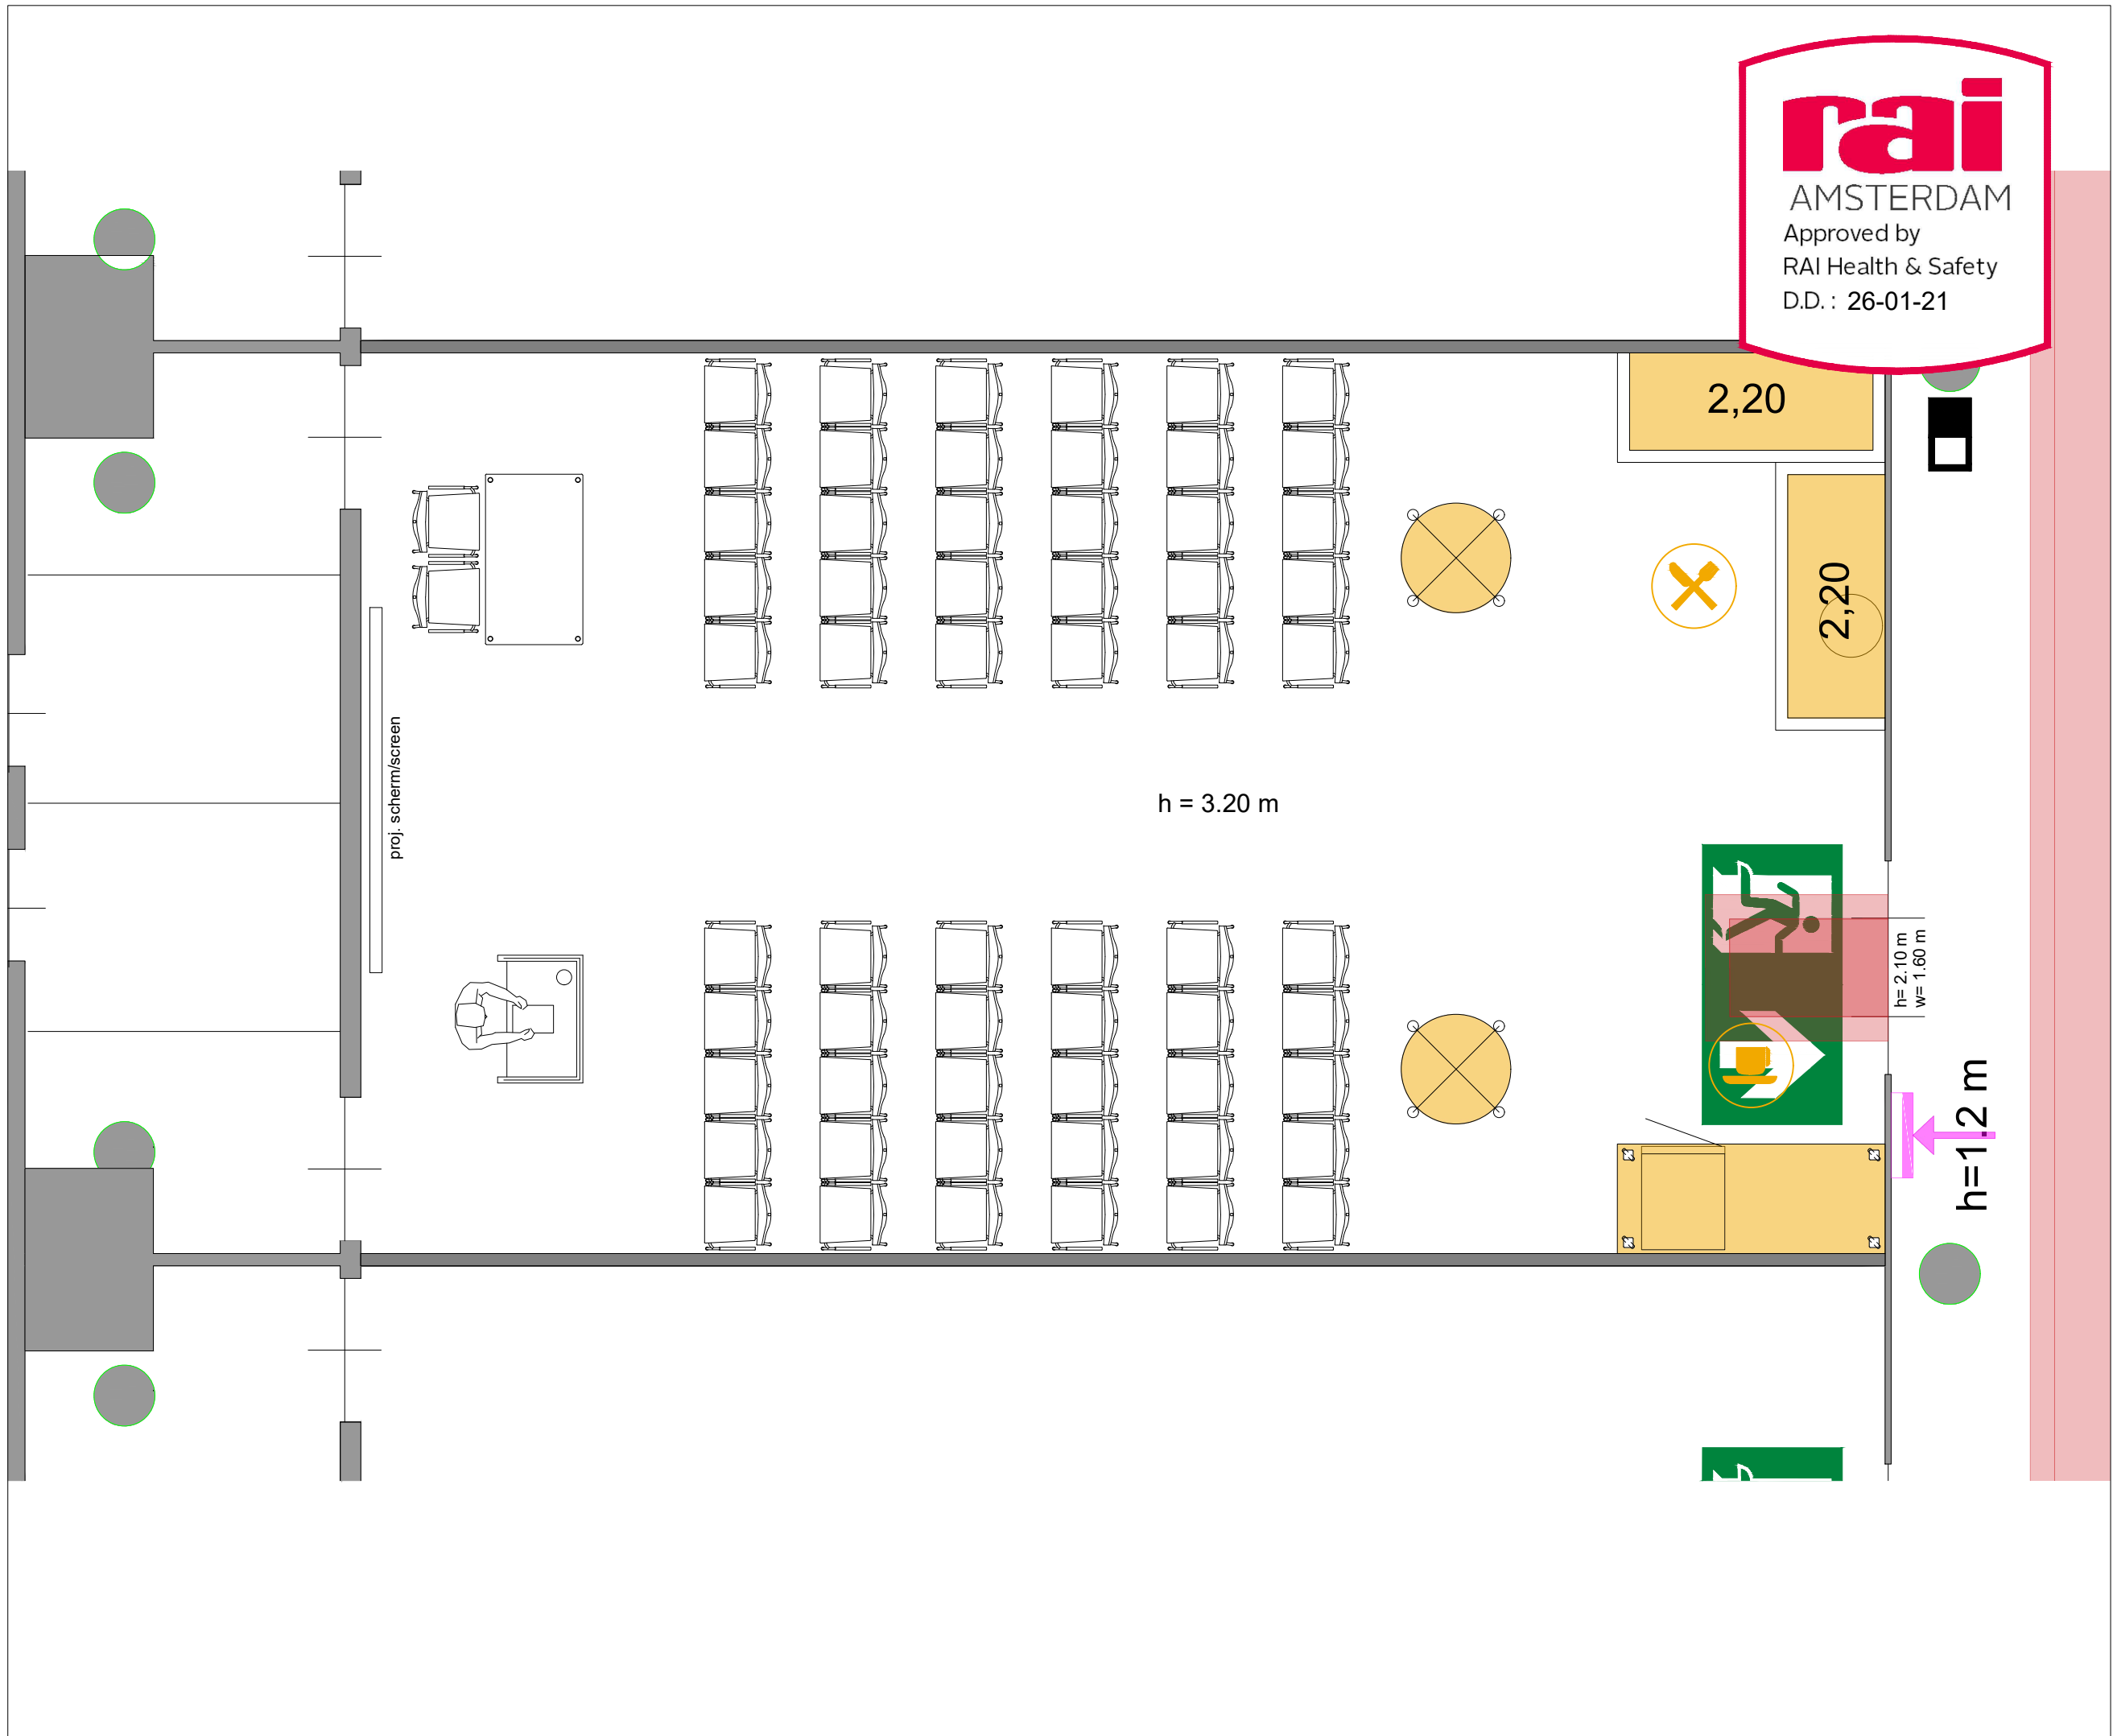 rai
AMSTERDAM
Approved by
RAI Health & Safety
D.D. : 26-01-21
2,20
2,20
proj. scherm/screen
h = 3.20 m
h= 2.10 m
w= 1.60 m
h=1.2 m